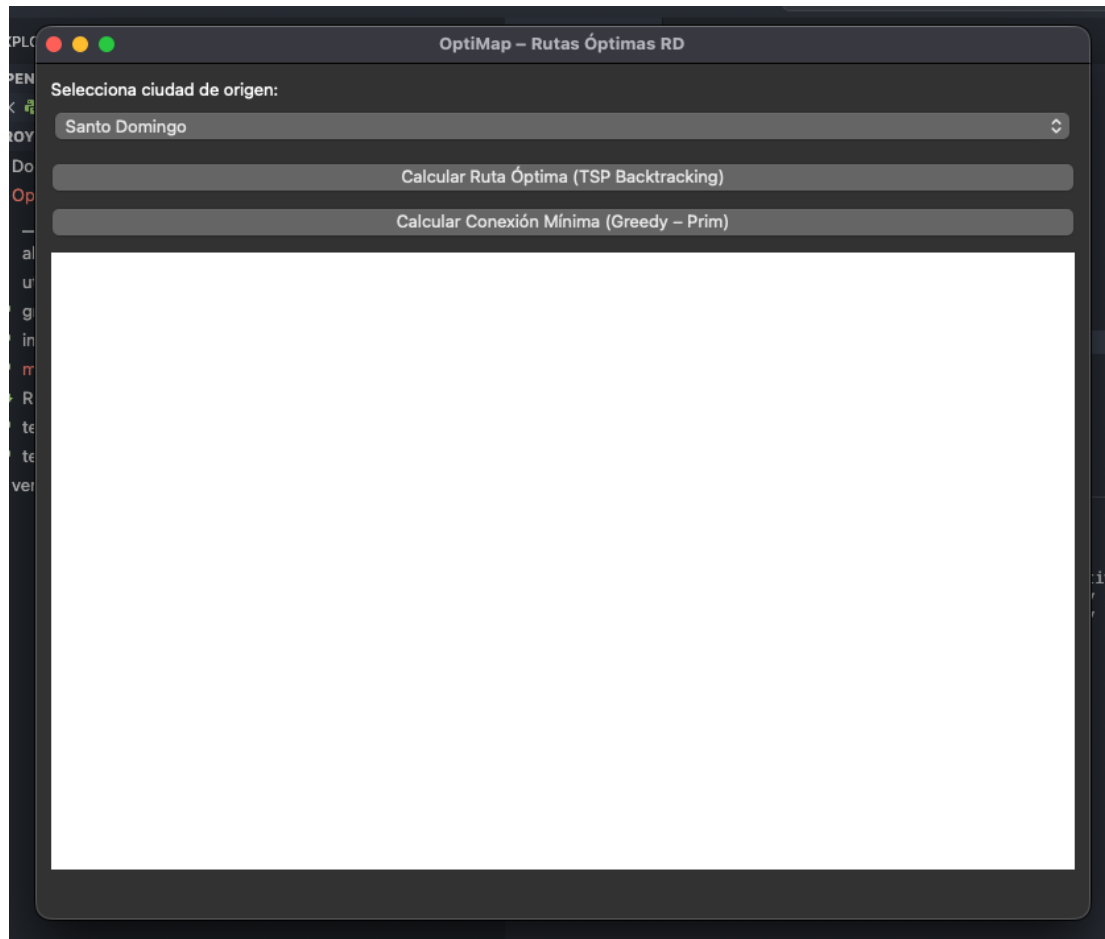 OptiMap – Rutas Óptimas RD
Selecciona ciudad de origen:
Santo Domingo
Calcular Ruta Óptima (TSP Backtracking)
Calcular Conexión Mínima (Greedy – Prim)